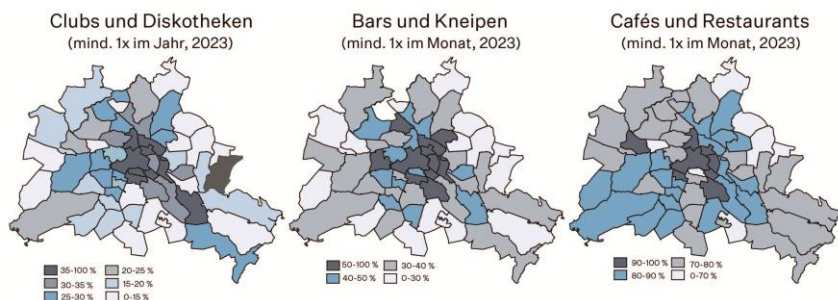 Clubs und Diskotheken
(mind. 1x im Jahr, 2023)
35-100 %
30-35 %
25-30 %
20-25 %
15-20 %
0-15 %
Bars und Kneipen
(mind. 1x im Monat, 2023)
50-100 %
40-50 %
30-40 %
0-30 %
Cafés und Restaurants
(mind. 1x im Monat, 2023)
90-100 %
80-90 %
70-80 %
0-70 %